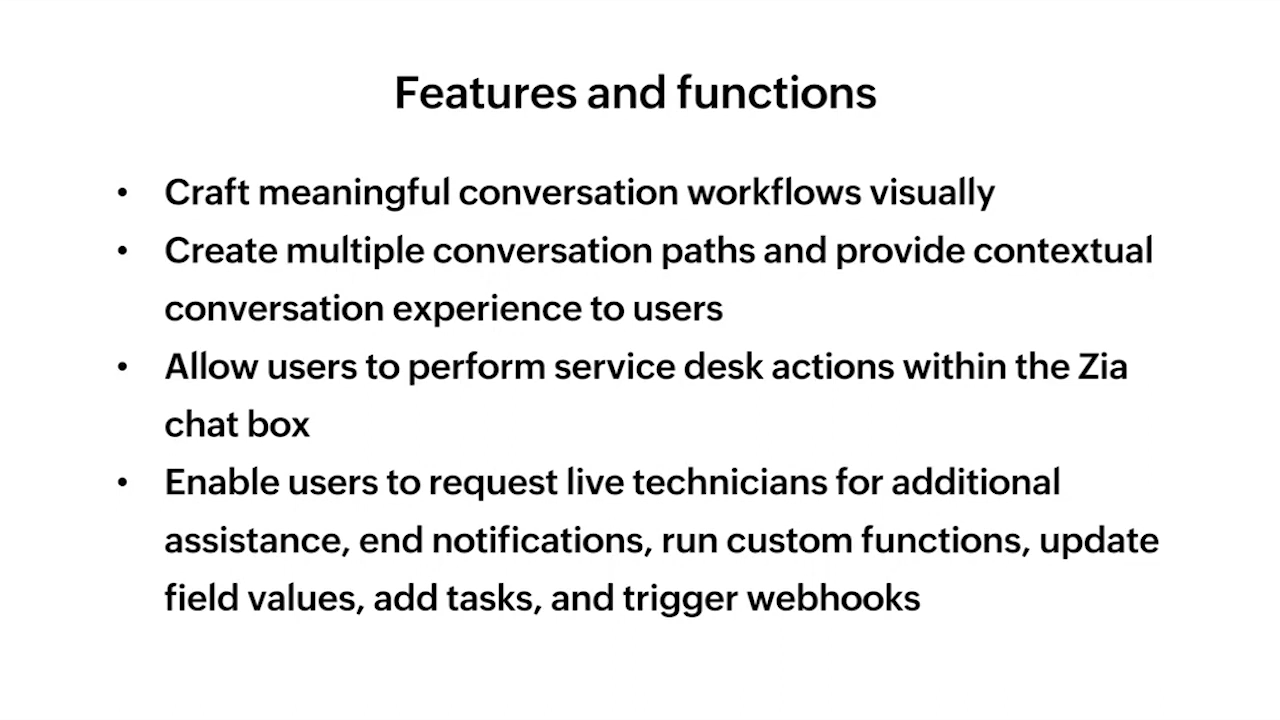 Features and functions
• Craft meaningful conversation workflows visually
• Create multiple conversation paths and provide contextual
conversation experience to users
• Allow users to perform service desk actions within the Zia
chat box
• Enable users to request live technicians for additional
assistance, end notifications, run custom functions, update
field values, add tasks, and trigger webhooks